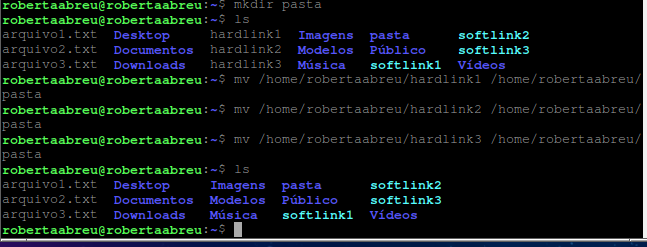 robertaabreu@robertaabreu:~$ mkdir pasta
robertaabreu@robertaabreu:~$ ls
arquivo1.txt  Desktop     hardlink1  Imagens  pasta      softlink2
arquivo2.txt  Documentos  hardlink2  Modelos  Público    softlink3
arquivo3.txt  Downloads   hardlink3  Música   softlink1  Vídeos
robertaabreu@robertaabreu:~$ mv /home/robertaabreu/hardlink1 /home/robertaabreu/
pasta
robertaabreu@robertaabreu:~$ mv /home/robertaabreu/hardlink2 /home/robertaabreu/
pasta
robertaabreu@robertaabreu:~$ mv /home/robertaabreu/hardlink3 /home/robertaabreu/
pasta
robertaabreu@robertaabreu:~$ ls
arquivo1.txt  Desktop     Imagens  pasta      softlink2
arquivo2.txt  Documentos  Modelos  Público    softlink3
arquivo3.txt  Downloads   Música   softlink1  Vídeos
robertaabreu@robertaabreu:~$